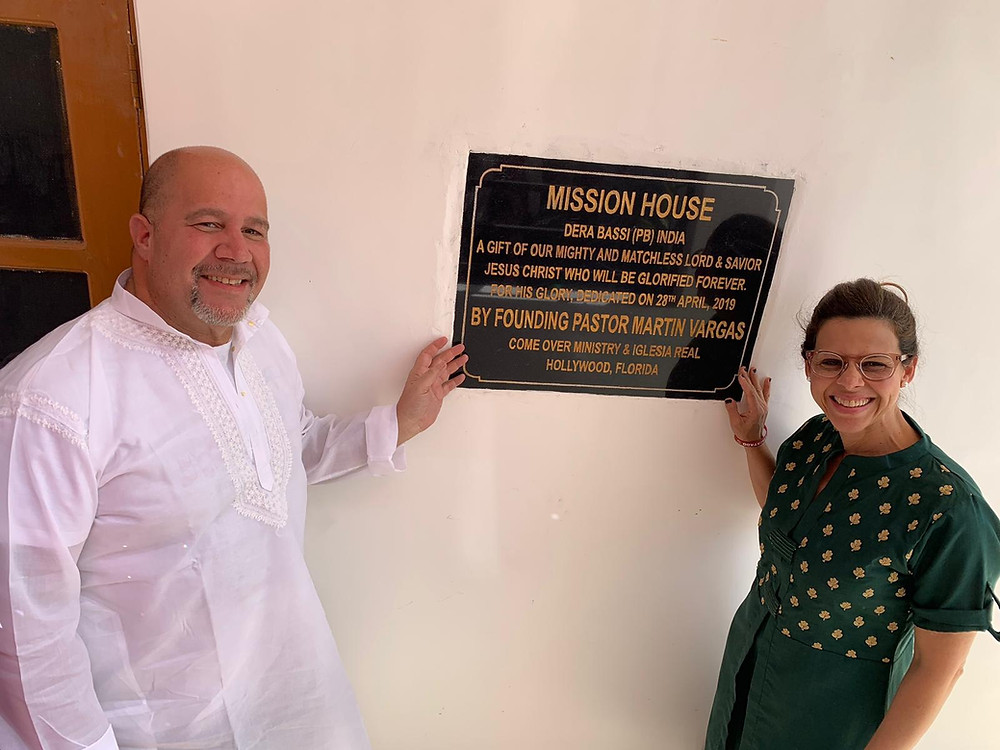 MISSION HOUSE
DERA BASSI (PB) INDIA
A GIFT OF OUR MIGHTY AND MATCHLESS LORD & SAVIOR
JESUS CHRIST WHO WILL BE GLORIFIED FOREVER.
FOR HIS GLORY, DEDICATED ON 28TH APRIL, 2019
BY FOUNDING PASTOR MARTIN VARGAS
COME OVER MINISTRY & IGLESIA REAL
HOLLYWOOD, FLORIDA